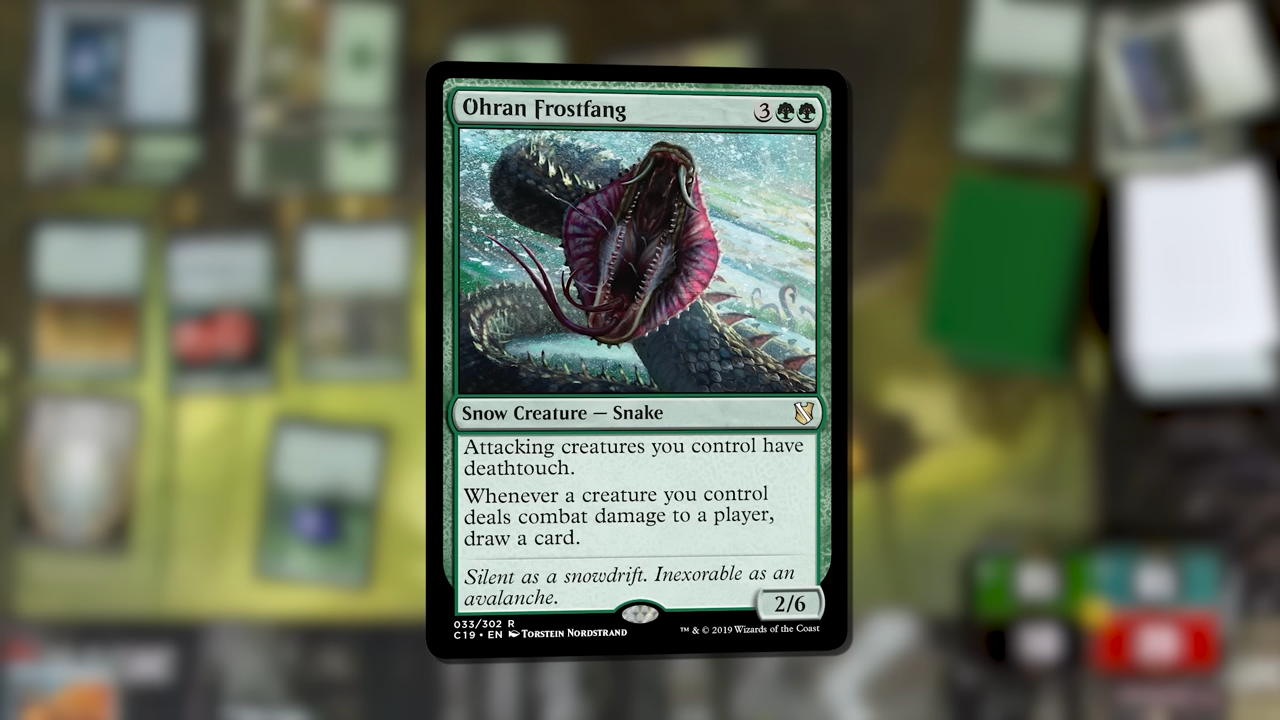 Ohran Frostfang 3
Snow Creature — Snake
Attacking creatures you control have
deathtouch.
Whenever a creature you control
deals combat damage to a player,
draw a card.
Silent as a snowdrift. Inexorable as an
avalanche.
2/6
033/302 R
C19 • EN Torstein Nordstrand
™ & © 2019 Wizards of the Coast